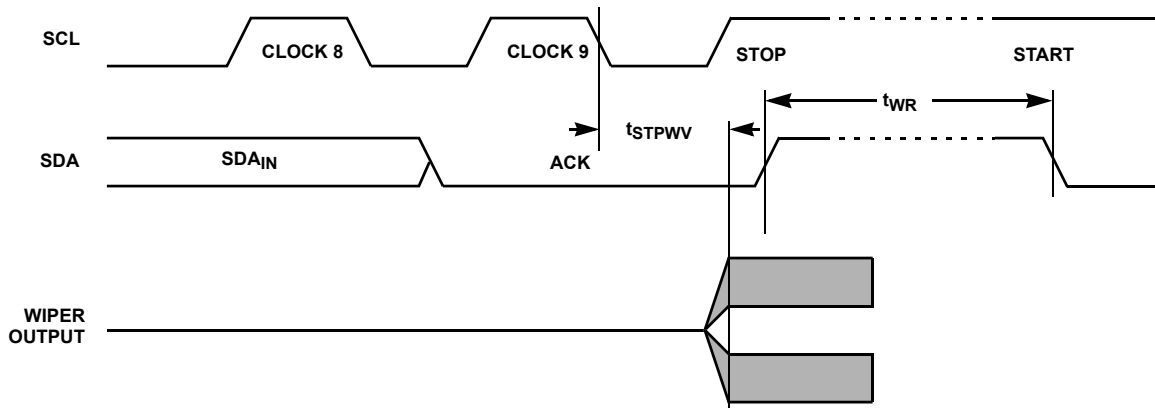 SCL
CLOCK 8
CLOCK 9
STOP
START
tWR
tSTPWV
SDA
SDAIN
ACK
WIPER
OUTPUT